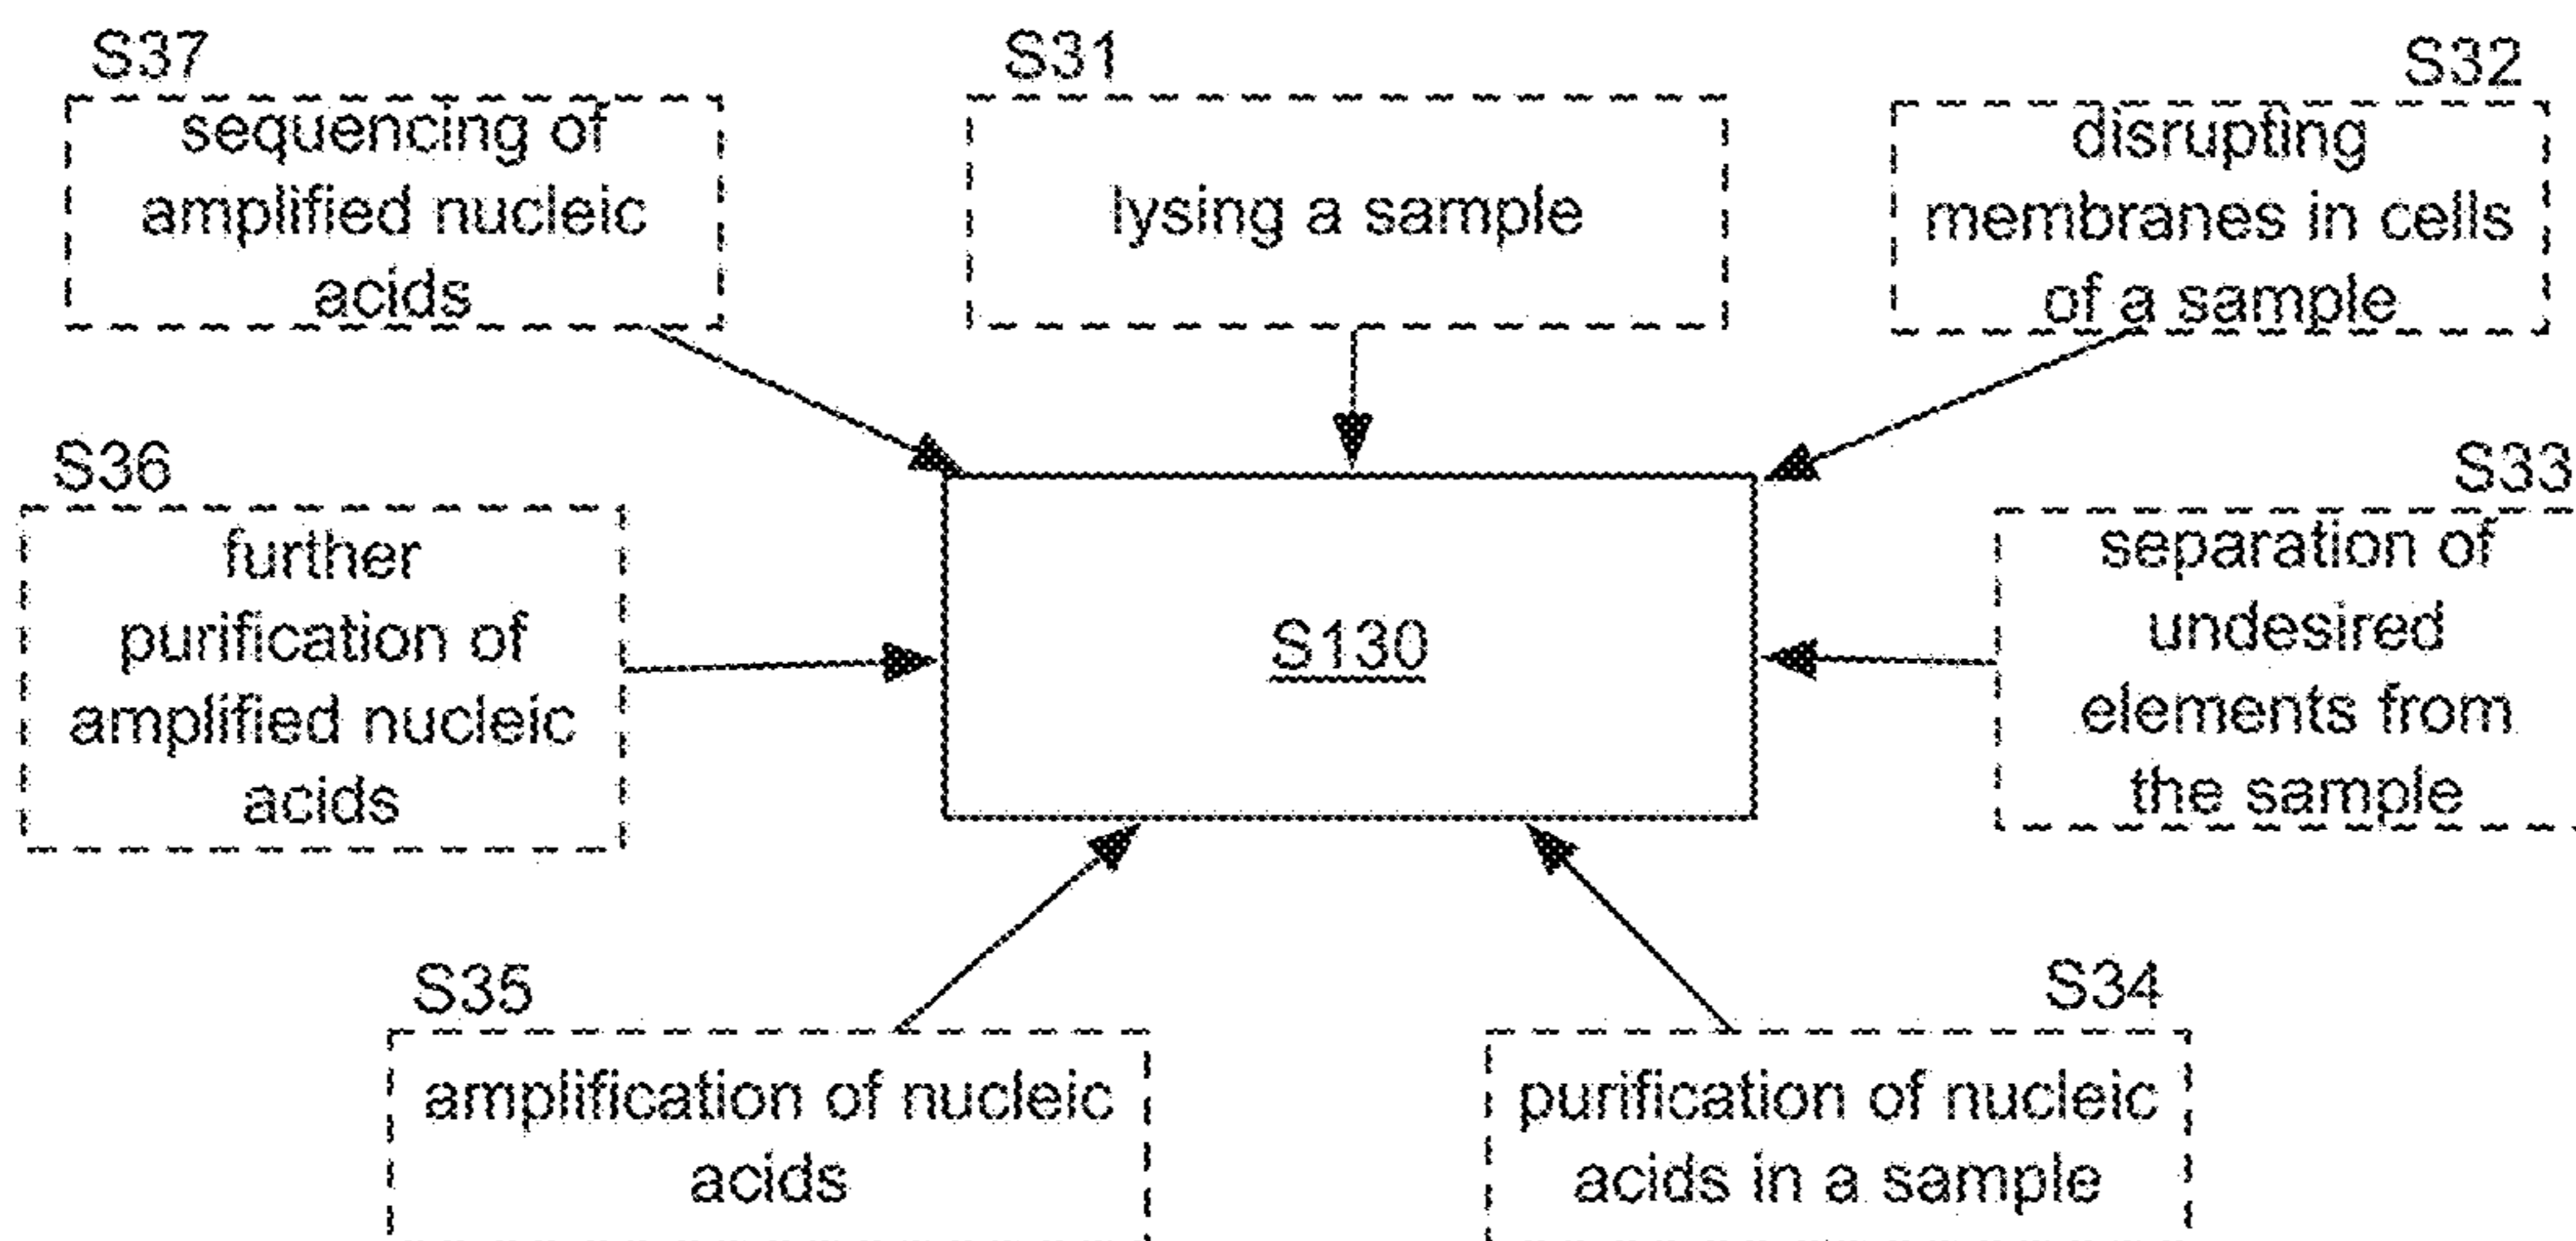 S37
sequencing of
amplified nucleic
acids
S31
lysing a sample
S32
disrupting
membranes in cells
of a sample
S36
further
purification of
amplified nucleic
acids
S130
S33
separation of
undesired
elements from
the sample
S35
amplification of nucleic
acids
S34
purification of nucleic
acids in a sample